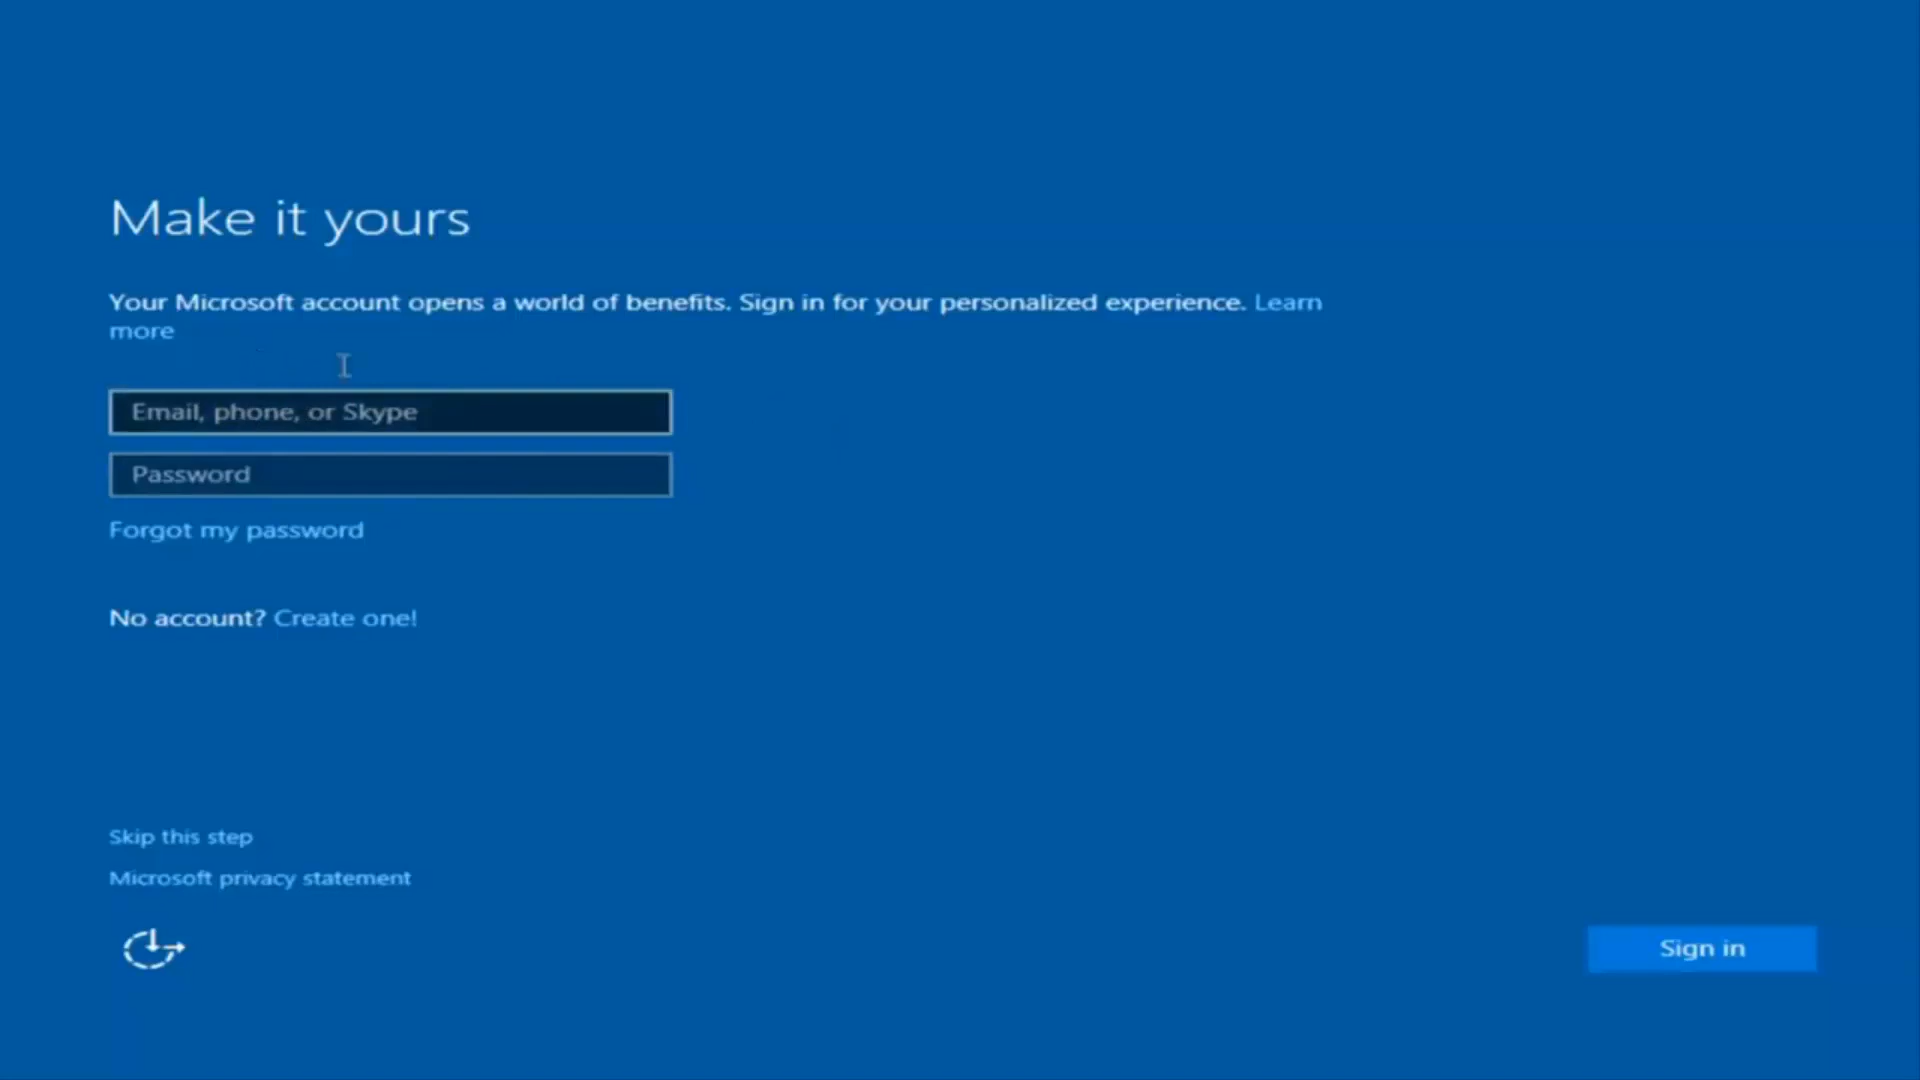 Make it yours
Your Microsoft account opens a world of benefits. Sign in for your personalized experience. Learn
more
Email, phone, or Skype
Password
Forgot my password
No account? Create one!
Skip this step
Microsoft privacy statement
Sign in